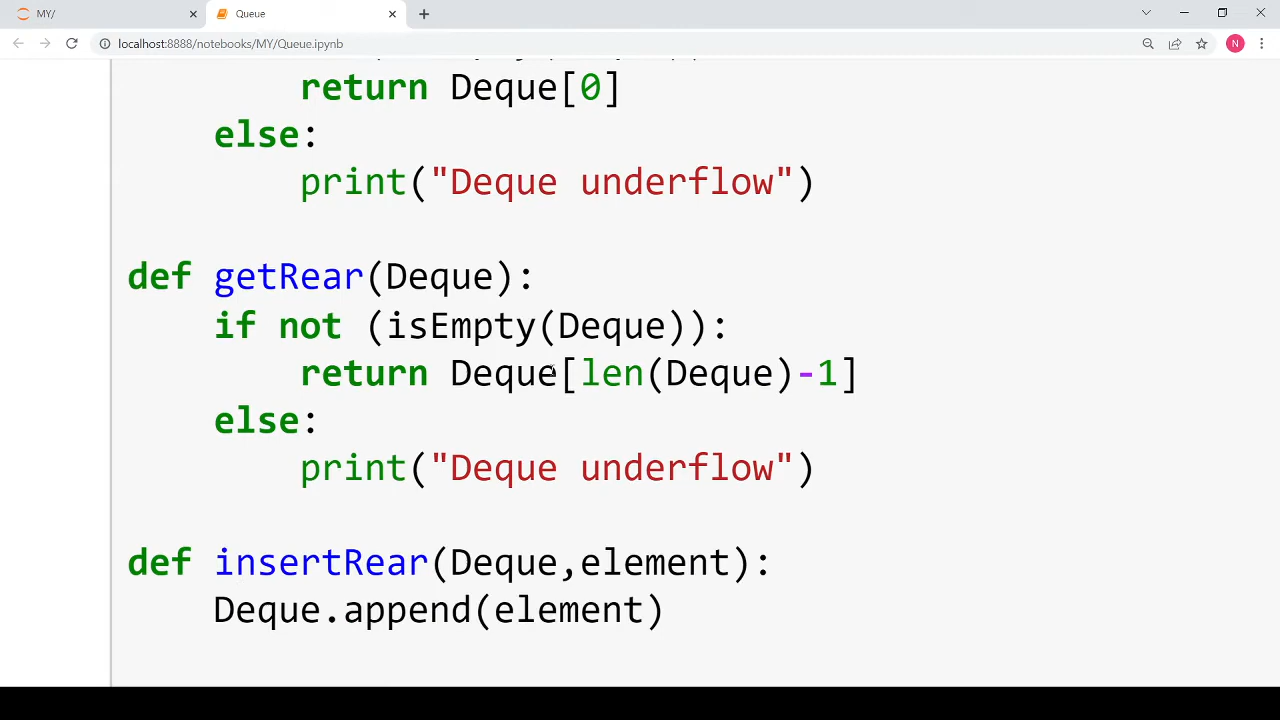 MY/
Queue
localhost:8888/notebooks/MY/Queue.ipynb
N
        return Deque[0]
    else:
        print("Deque underflow")
def getRear(Deque):
    if not (isEmpty(Deque)):
        return Deque[len(Deque)-1]
    else:
        print("Deque underflow")
def insertRear(Deque,element):
    Deque.append(element)